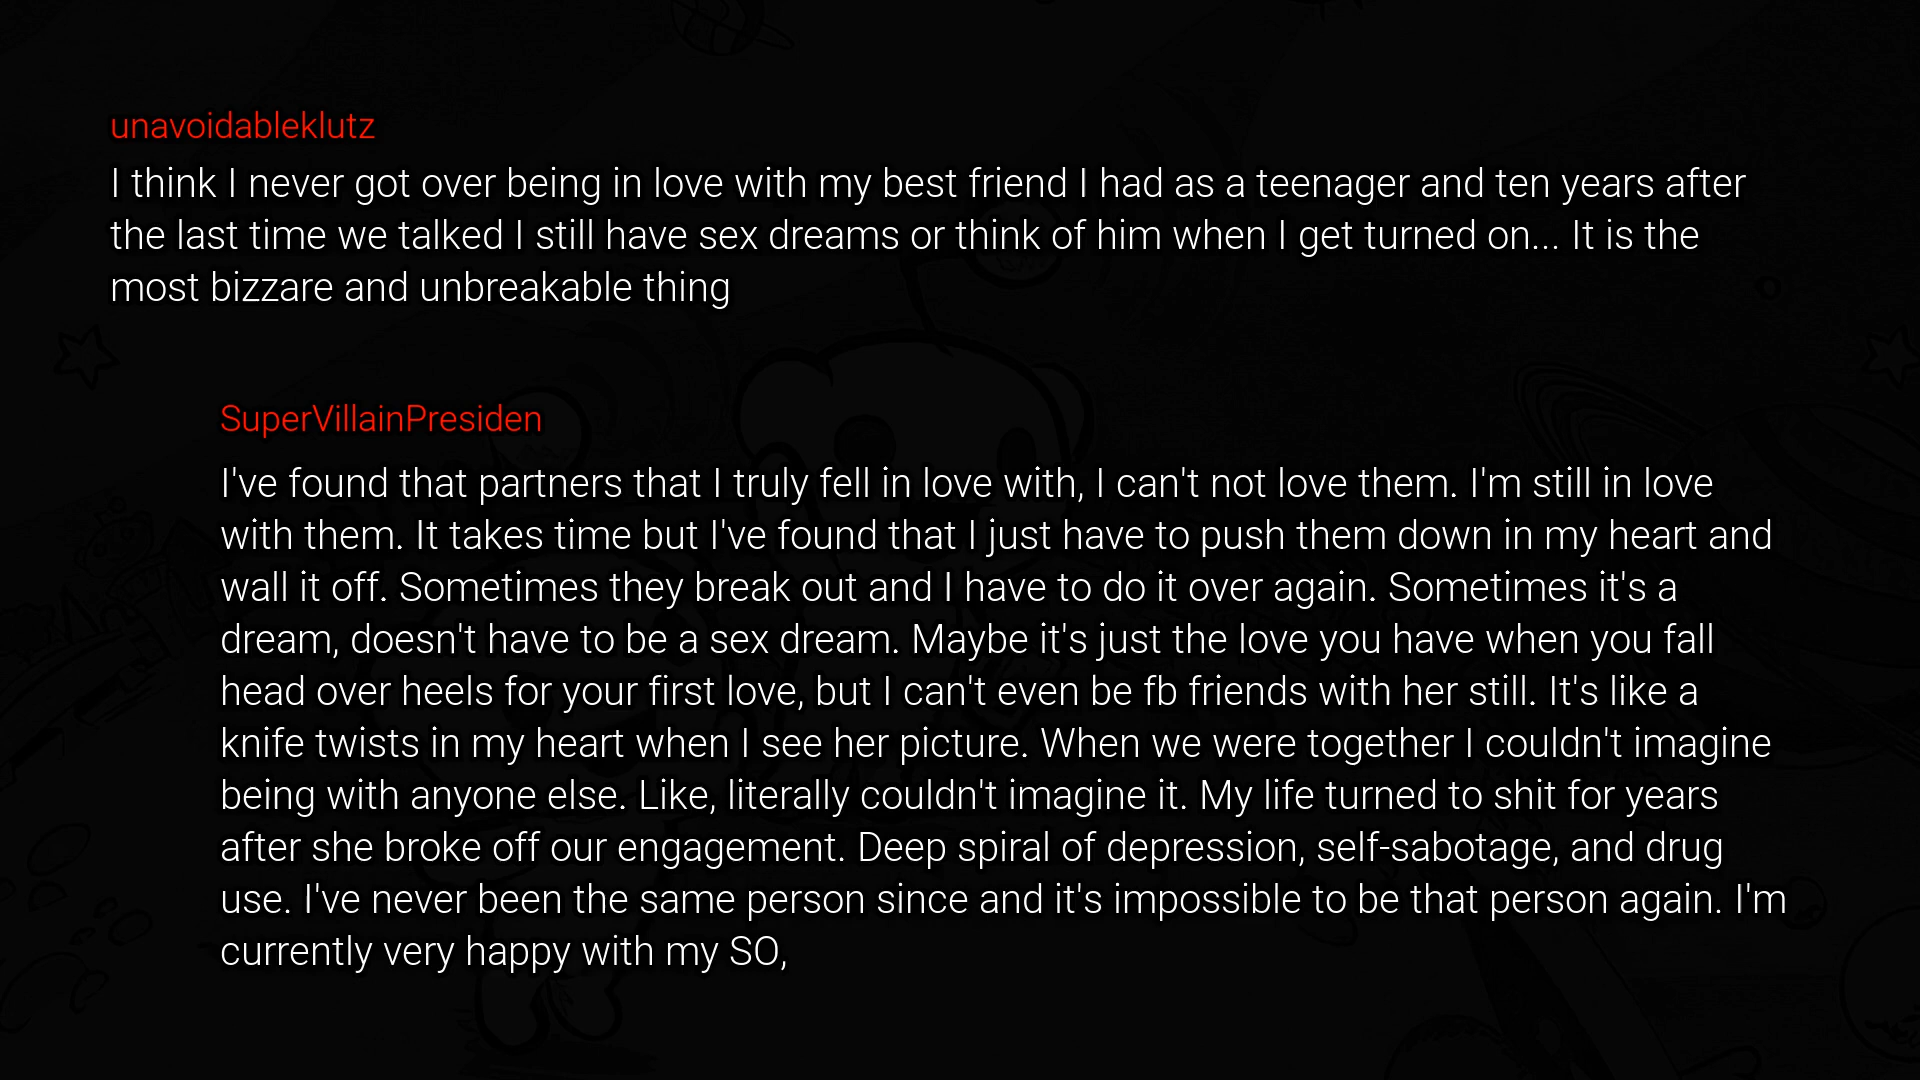 unavoidableklutz
I think I never got over being in love with my best friend I had as a teenager and ten years after
the last time we talked I still have sex dreams or think of him when I get turned on... It is the
most bizzare and unbreakable thing
SuperVillainPresiden
I've found that partners that I truly fell in love with, I can't not love them. I'm still in love
with them. It takes time but I've found that I just have to push them down in my heart and
wall it off. Sometimes they break out and I have to do it over again. Sometimes it's a
dream, doesn't have to be a sex dream. Maybe it's just the love you have when you fall
head over heels for your first love, but I can't even be fb friends with her still. It's like a
knife twists in my heart when I see her picture. When we were together I couldn't imagine
being with anyone else. Like, literally couldn't imagine it. My life turned to shit for years
after she broke off our engagement. Deep spiral of depression, self-sabotage, and drug
use. I've never been the same person since and it's impossible to be that person again. I'm
currently very happy with my SO,